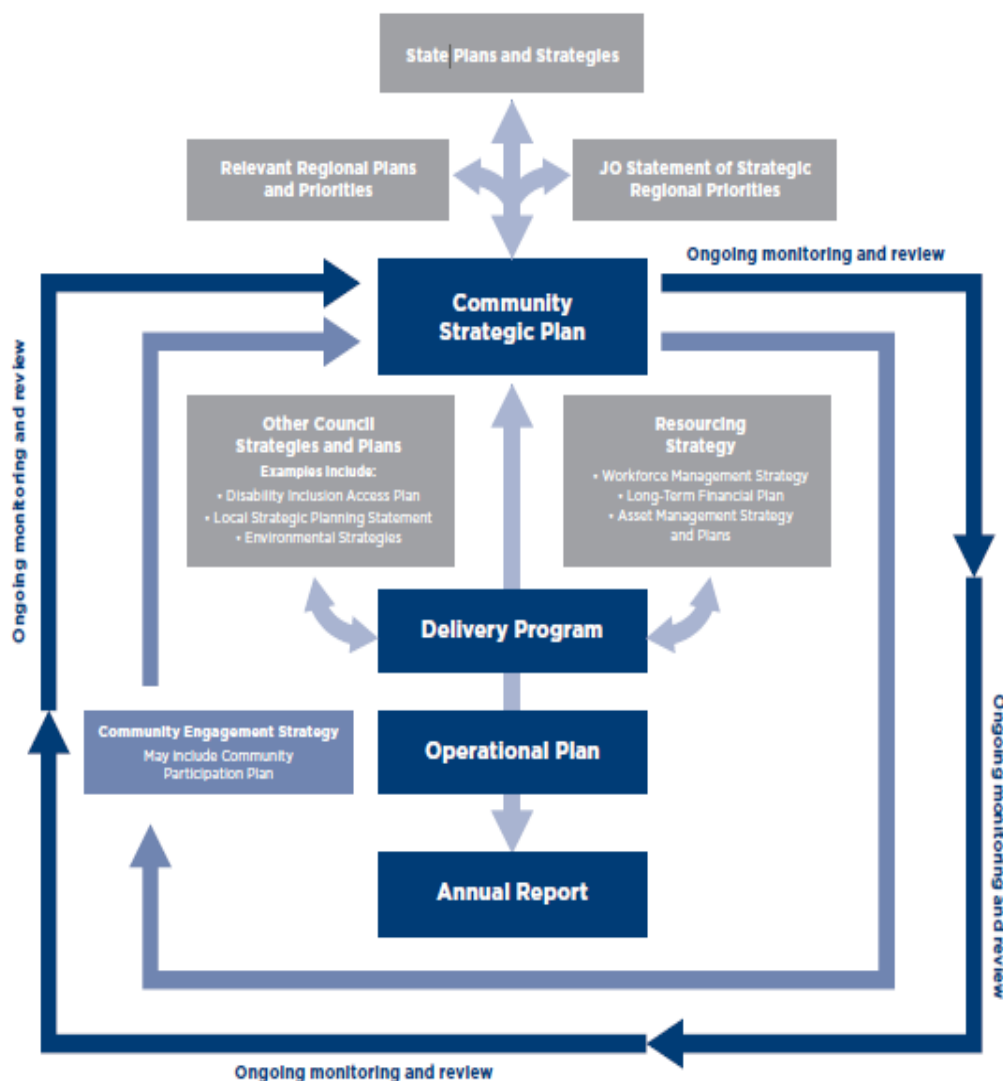 State Plans and Strategies
Relevant Regional Plans
and Priorities
JO Statement of Strategic
Regional Priorities
Ongoing monitoring and review
Community
Strategic Plan
Ongoing monitoring and review
Other Council
Strategies and Plans
Examples Include:
• Disability Inclusion Access Plan
• Local Strategic Planning Statement
• Environmental Strategies
Resourcing
Strategy
• Workforce Management Strategy
• Long-Term Financial Plan
• Asset Management Strategy
and Plans
Delivery Program
Community Engagement Strategy
May Include Community
Participation Plan
Operational Plan
Ongoing monitoring and review
Annual Report
Ongoing monitoring and review